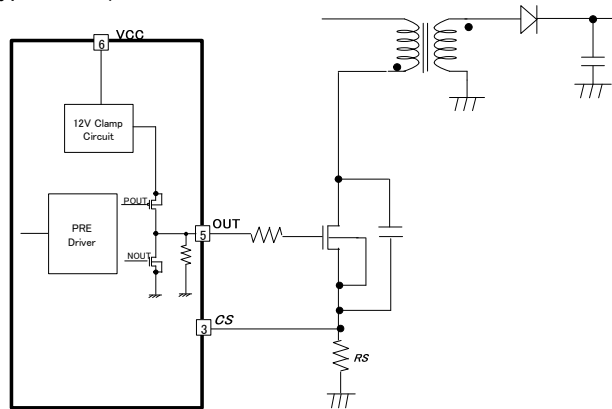 VCC
6
12V Clamp
Circuit
POUT
PRE
Driver
NOUT
OUT
5
CS
3
RS